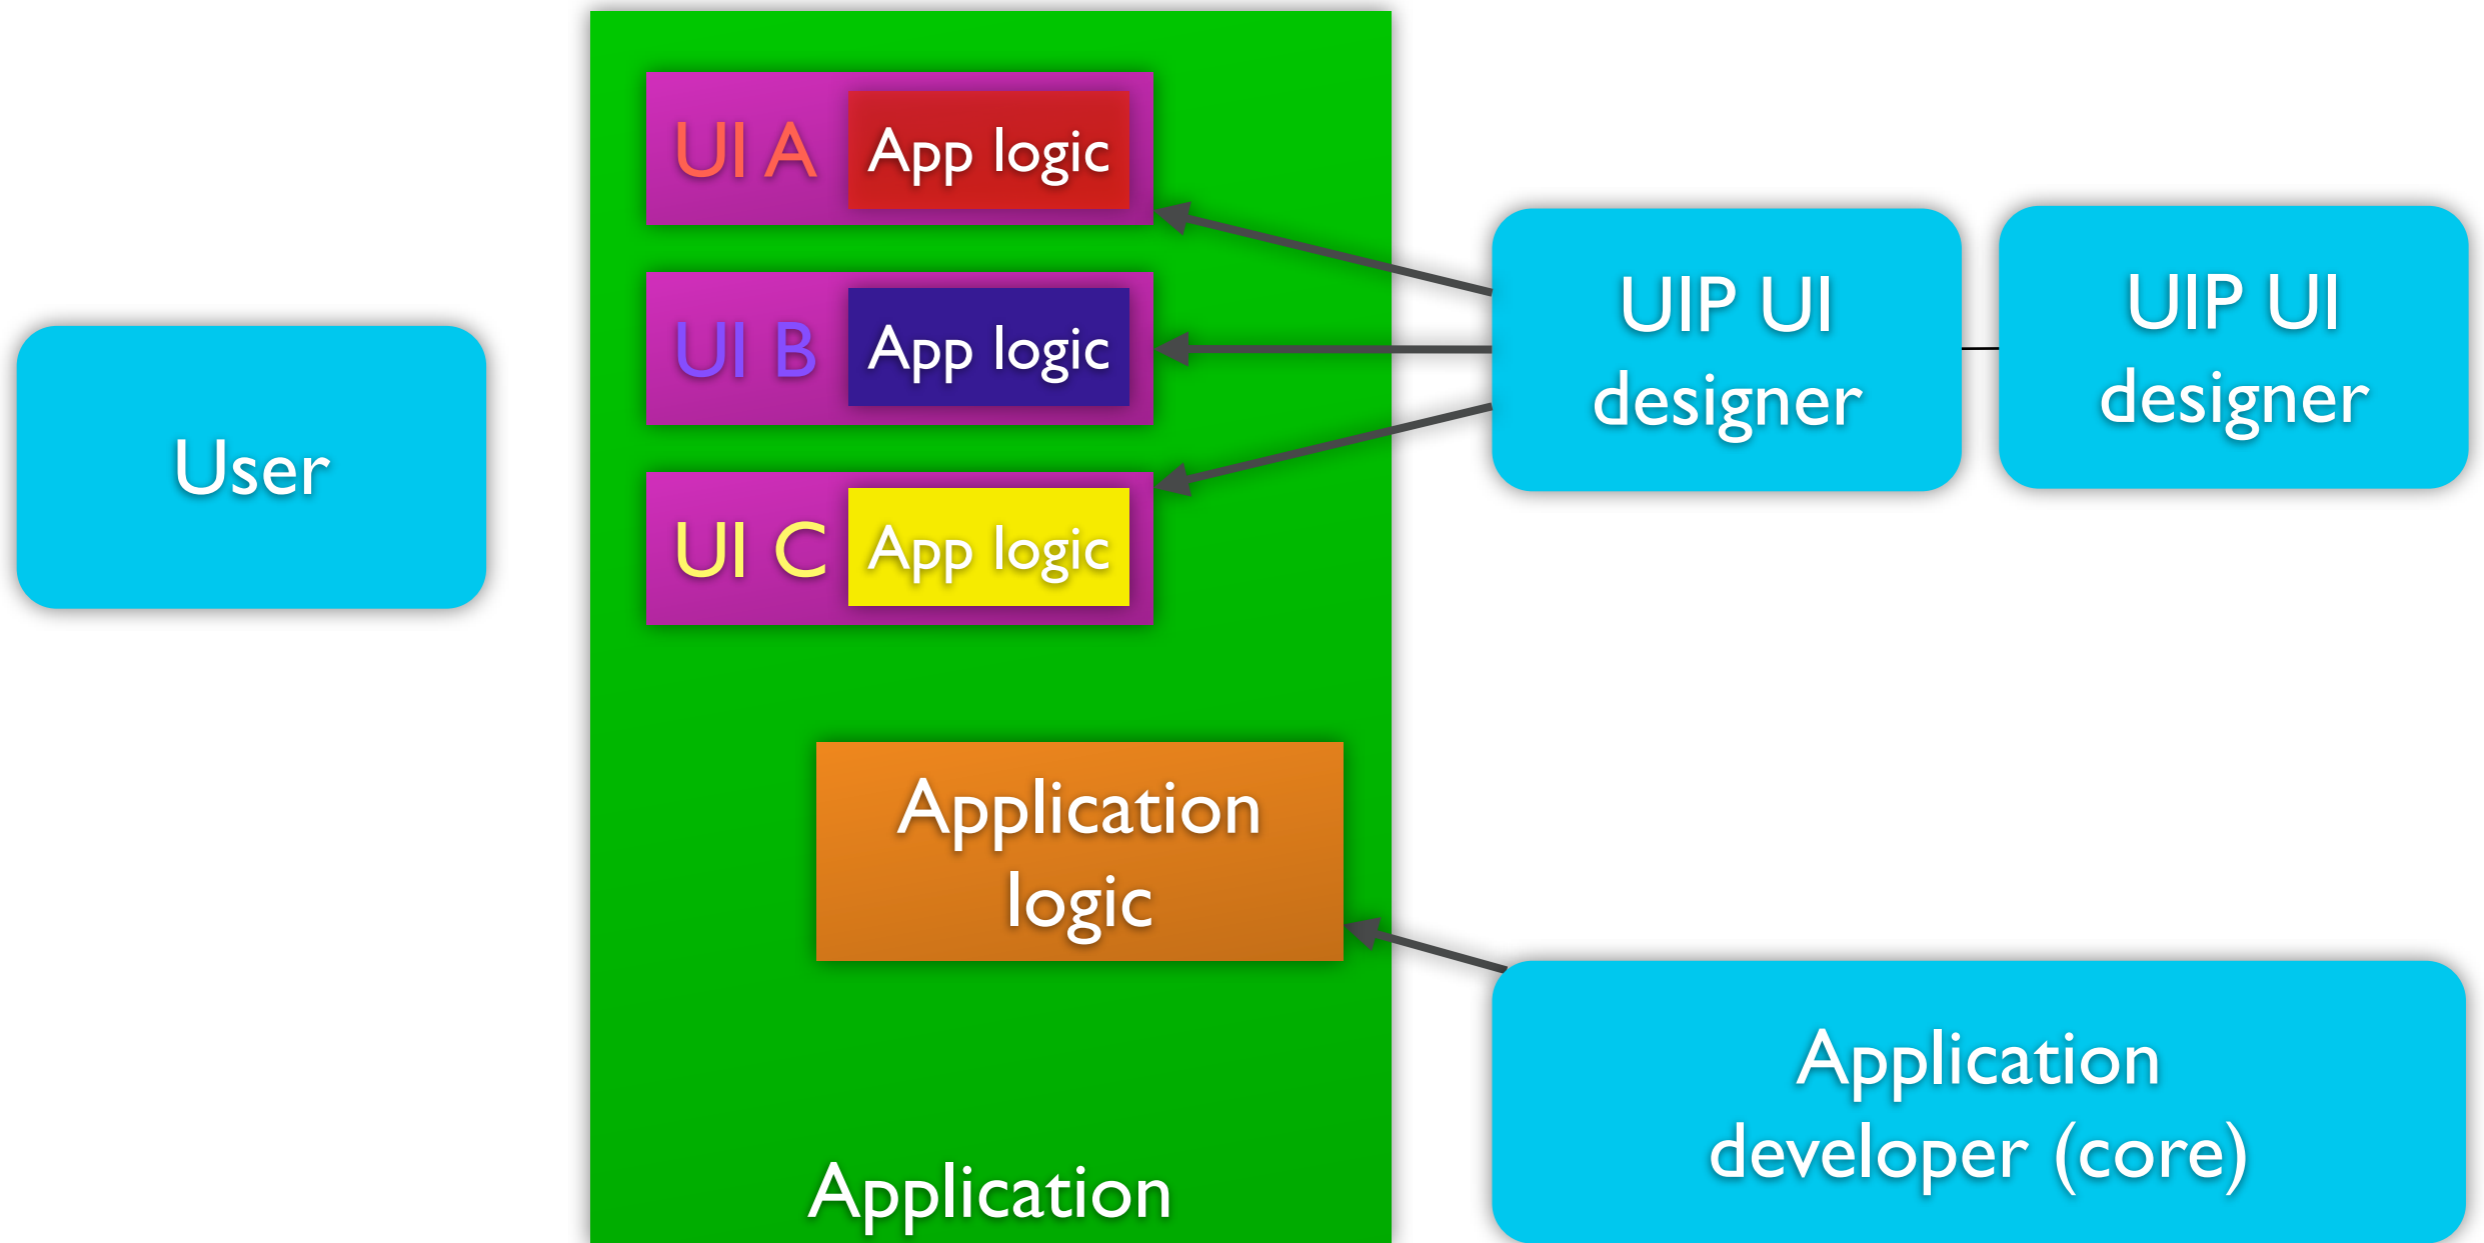 User
UI A
App logic
UI B
App logic
UI C
App logic
Application
logic
Application
UIP UI
designer
UIP UI
designer
Application
developer (core)